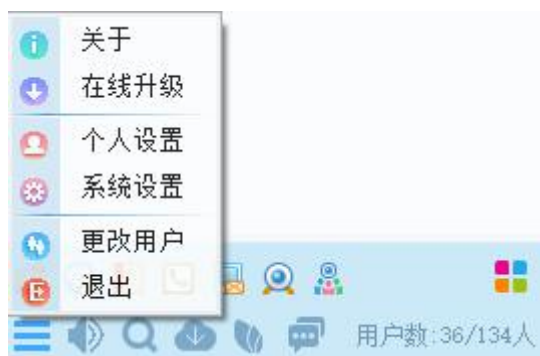 关于
在线升级
个人设置
系统设置
更改用户
退出
用户数:36/134人